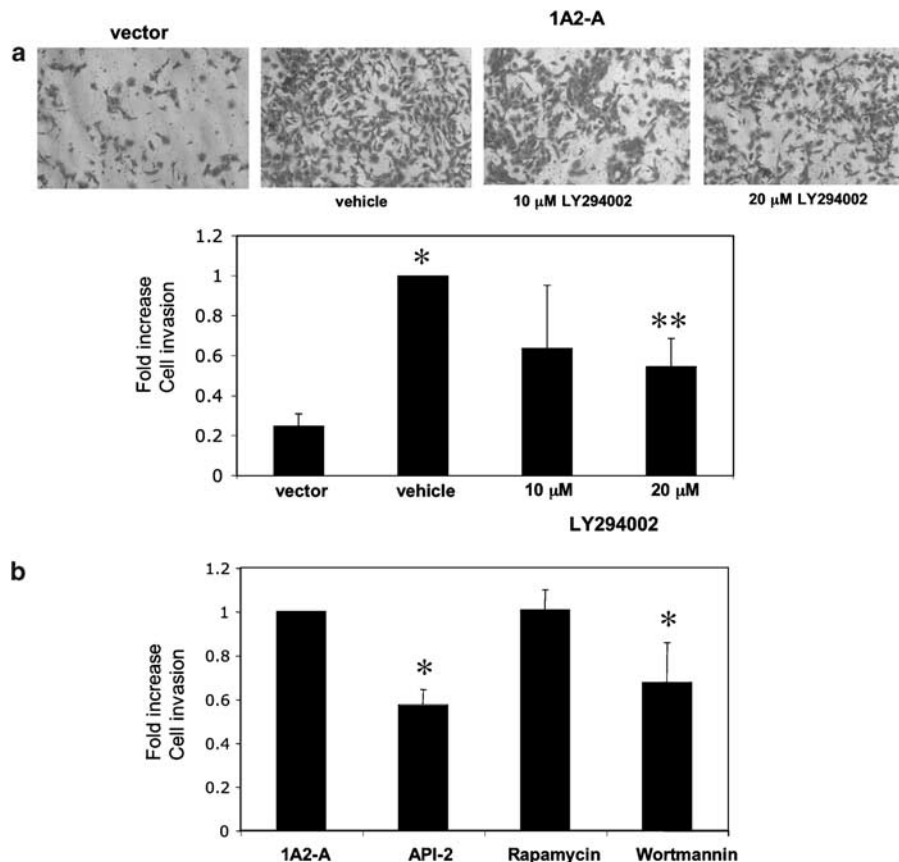 1A2-A
vector
a
vehicle
10 μM LY294002
20 μM LY294002
Fold increase
Cell invasion
1.2
1
0.8
0.6
0.4
0.2
0
*
**
vector
vehicle
10 μM
20 μM
LY294002
b
Fold increase
Cell invasion
1.2
1
0.8
0.6
0.4
0.2
0
*
*
1A2-A
API-2
Rapamycin
Wortmannin